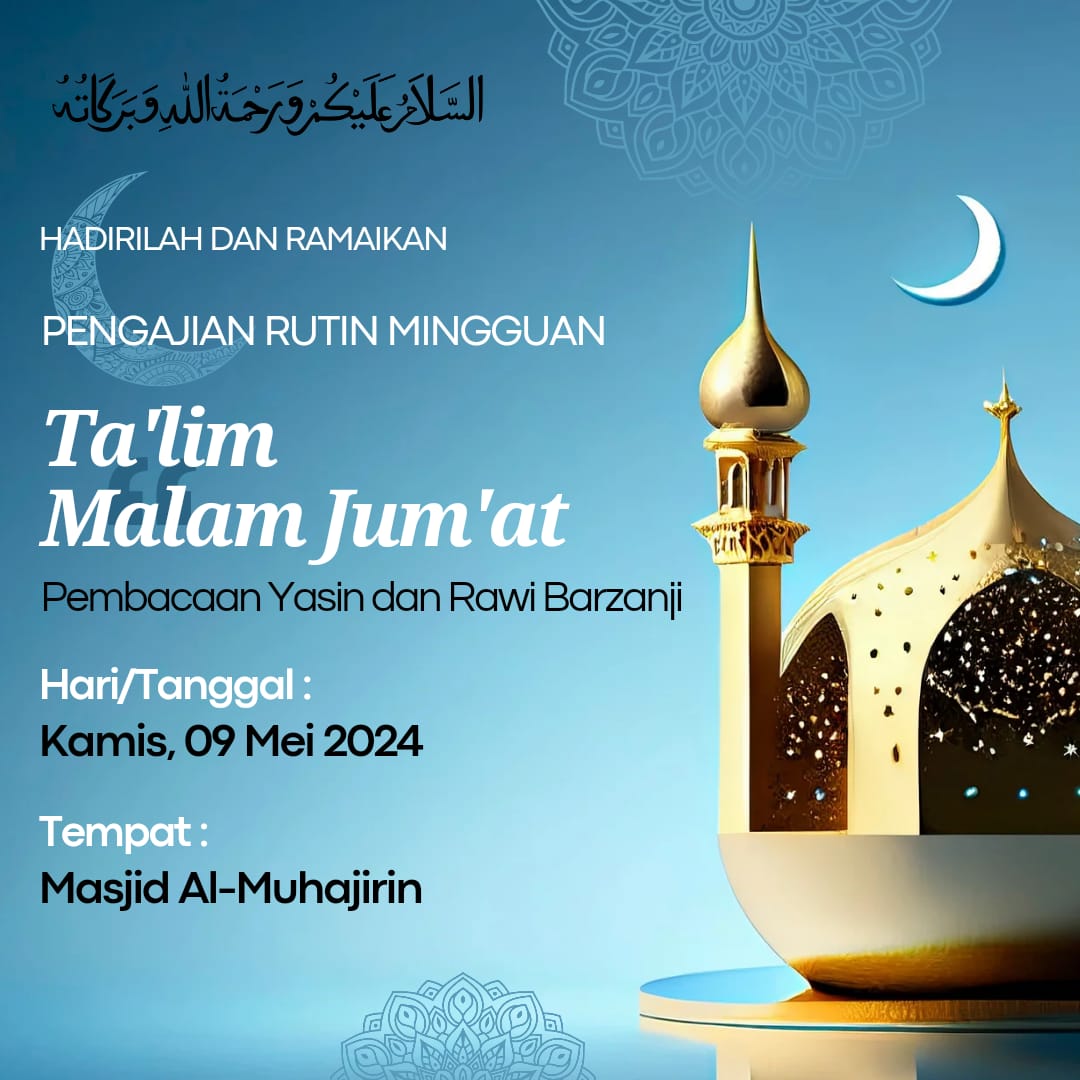 السَّلَامُ عَلَيْكُمْ وَرَحْمَةُ اللهِ وَبَرَكَاتُهُ
HADIRILAH DAN RAMAIKAN
PENGAJIAN RUTIN MINGGUAN
Ta'lim
Malam Jum'at
Pembacaan Yasin dan Rawi Barzanji
Hari/Tanggal :
Kamis, 09 Mei 2024
Tempat :
Masjid Al-Muhajirin